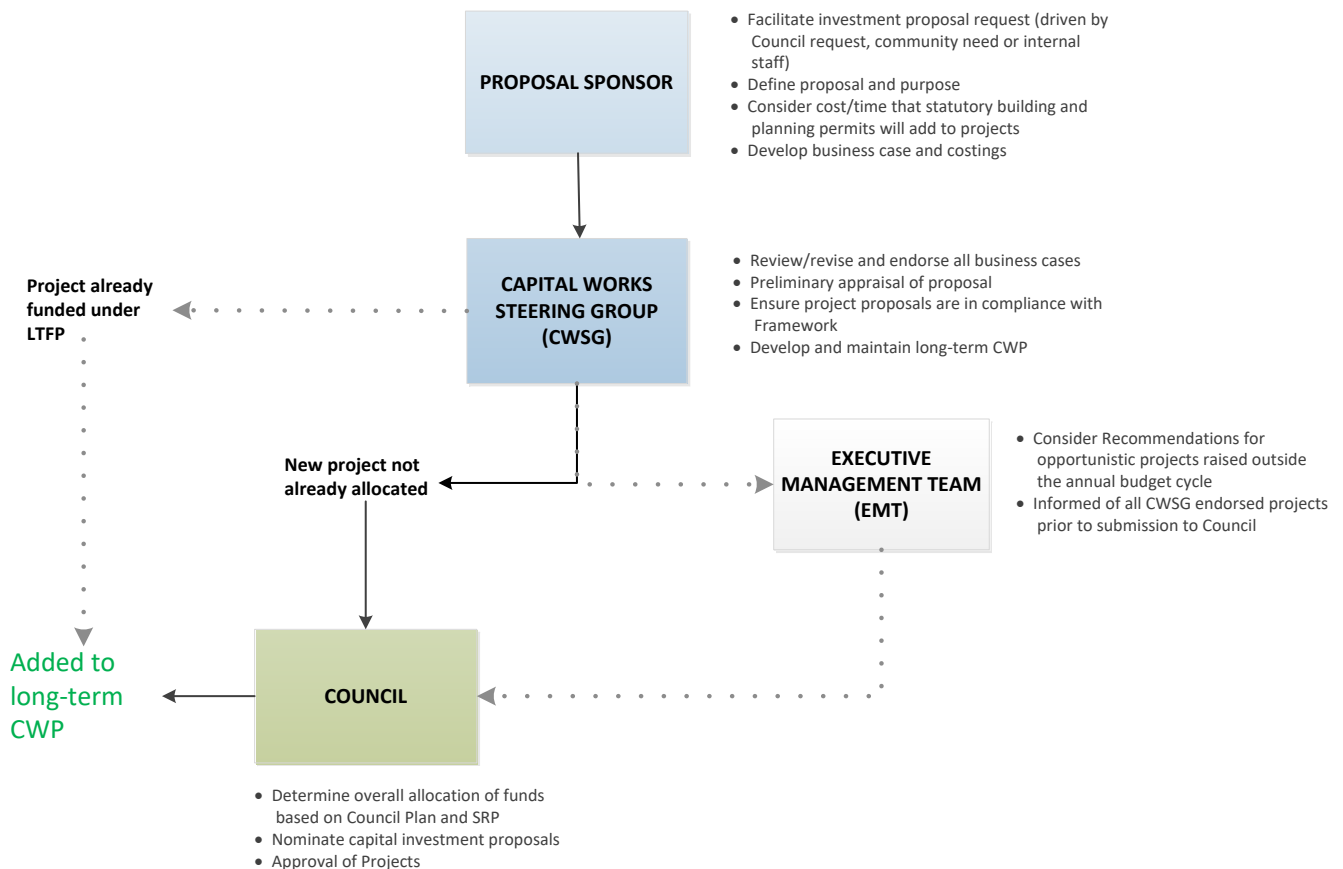 PROPOSAL SPONSOR
• Facilitate investment proposal request (driven by
Council request, community need or internal
staff)
• Define proposal and purpose
• Consider cost/time that statutory building and
planning permits will add to projects
• Develop business case and costings
Project already
funded under
LTFP
CAPITAL WORKS
STEERING GROUP
(CWSG)
• Review/revise and endorse all business cases
• Preliminary appraisal of proposal
• Ensure project proposals are in compliance with
Framework
• Develop and maintain long-term CWP
New project not
already allocated
EXECUTIVE
MANAGEMENT TEAM
(EMT)
• Consider Recommendations for
opportunistic projects raised outside
the annual budget cycle
• Informed of all CWSG endorsed projects
prior to submission to Council
Added to
long-term
CWP
COUNCIL
• Determine overall allocation of funds
based on Council Plan and SRP
• Nominate capital investment proposals
• Approval of Projects